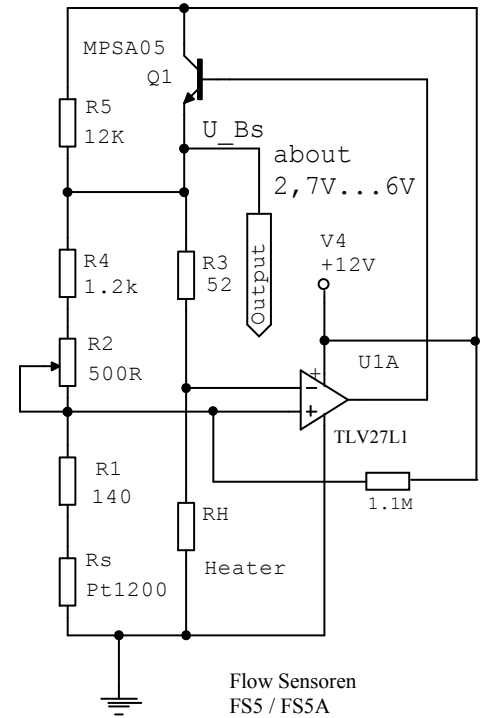 MPSA05
Q1
R5
12K
U_Bs
about
2,7V...6V
R4
1.2k
R3
52
Output
V4
+12V
R2
500R
U1A
−
+
+
TLV27L1
R1
140
RH
1.1M
Rs
Pt1200
Heater
Flow Sensoren
FS5 / FS5A